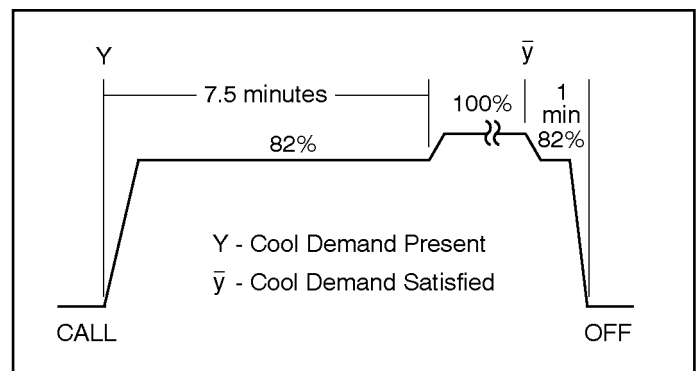 Y
ȳ
7.5 minutes
100%
1
min
82%
82%
Y - Cool Demand Present
ȳ - Cool Demand Satisfied
CALL
OFF